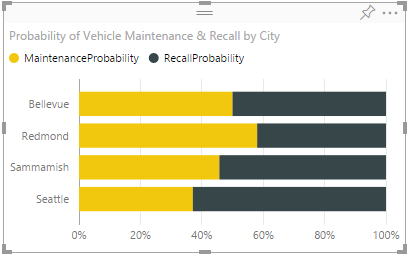 Probability of Vehicle Maintenance & Recall by City
MaintenanceProbability RecallProbability
Bellevue
Redmond
Sammamish
Seattle
0% 20% 40% 60% 80% 100%